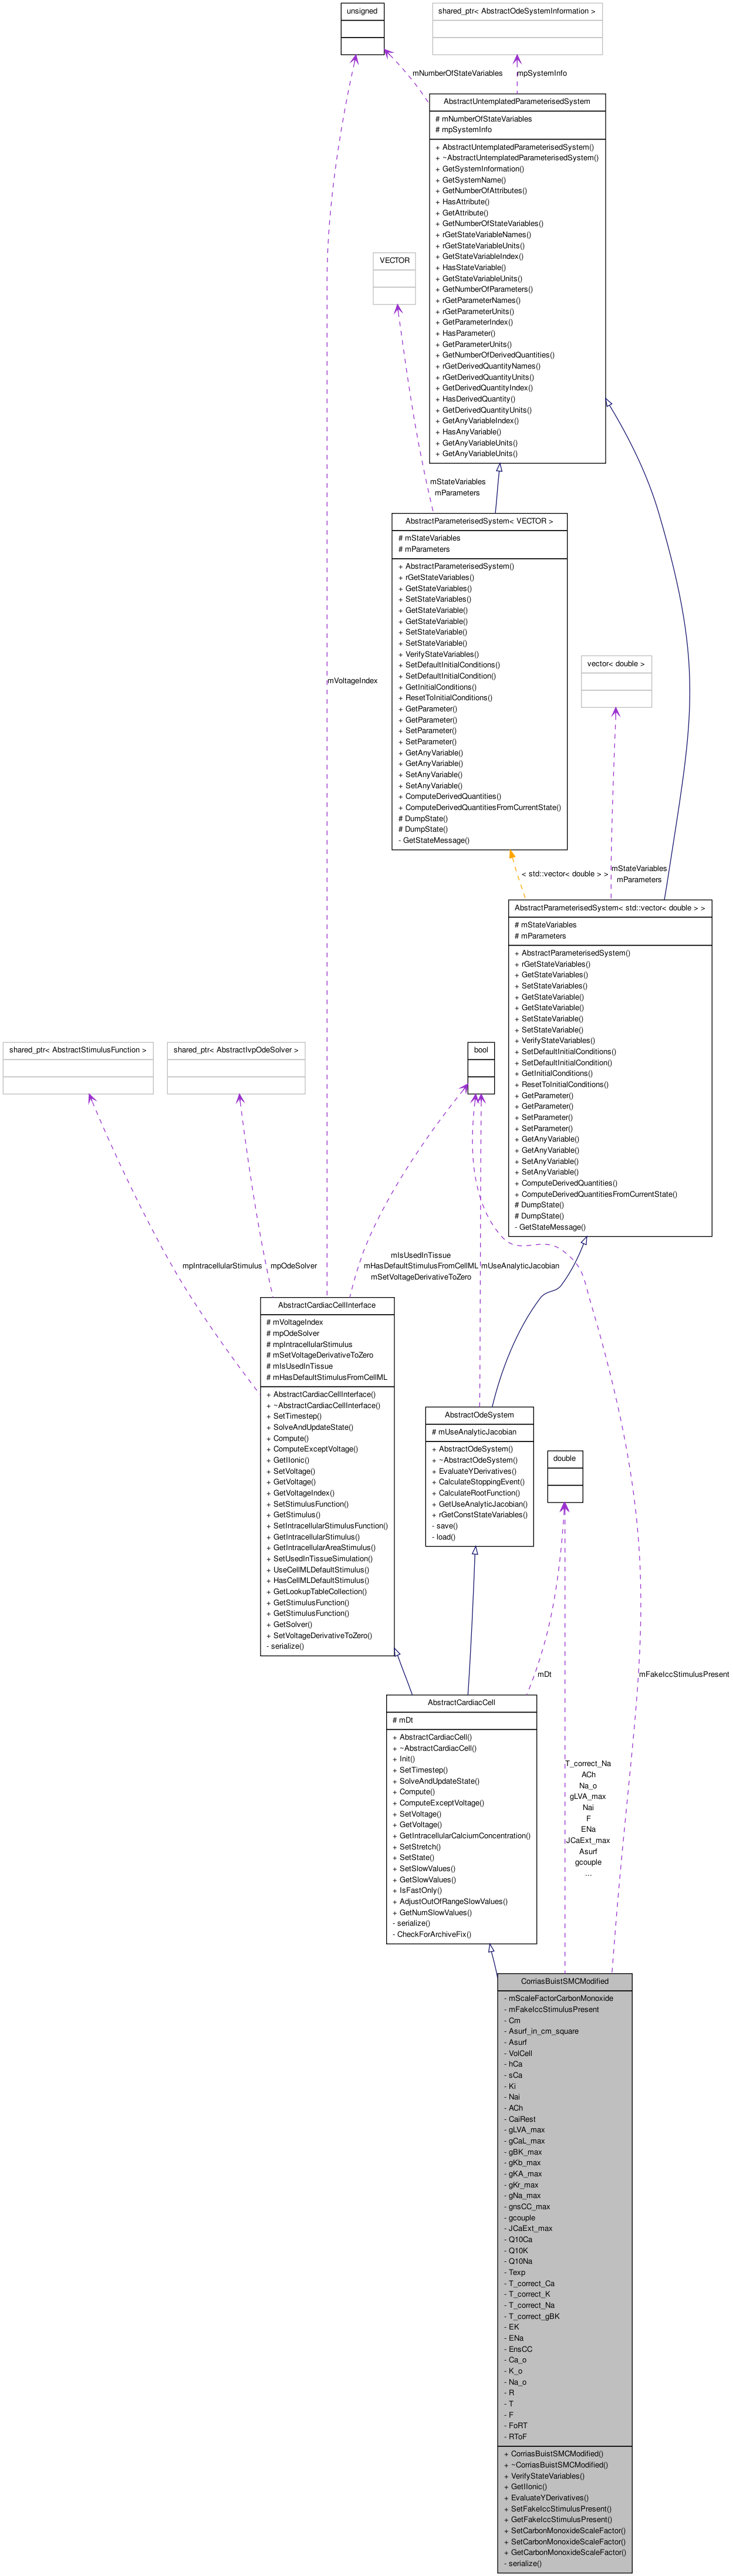 unsigned
shared_ptr< AbstractOdeSystemInformation >
mNumberOfStateVariables
mpSystemInfo
AbstractUntemplatedParameterisedSystem
# mNumberOfStateVariables
# mpSystemInfo
+ AbstractUntemplatedParameterisedSystem()
+ ~AbstractUntemplatedParameterisedSystem()
+ GetSystemInformation()
+ GetSystemName()
+ GetNumberOfAttributes()
+ HasAttribute()
+ GetAttribute()
+ GetNumberOfStateVariables()
+ rGetStateVariableNames()
+ rGetStateVariableUnits()
+ GetStateVariableIndex()
+ HasStateVariable()
+ GetStateVariableUnits()
+ GetNumberOfParameters()
+ rGetParameterNames()
+ rGetParameterUnits()
+ GetParameterIndex()
+ HasParameter()
+ GetParameterUnits()
+ GetNumberOfDerivedQuantities()
+ rGetDerivedQuantityNames()
+ rGetDerivedQuantityUnits()
+ GetDerivedQuantityIndex()
+ HasDerivedQuantity()
+ GetDerivedQuantityUnits()
+ GetAnyVariableIndex()
+ HasAnyVariable()
+ GetAnyVariableUnits()
+ GetAnyVariableUnits()
VECTOR
mStateVariables
mParameters
AbstractParameterisedSystem< VECTOR >
# mStateVariables
# mParameters
+ AbstractParameterisedSystem()
+ rGetStateVariables()
+ GetStateVariables()
+ SetStateVariables()
+ GetStateVariable()
+ GetStateVariable()
+ SetStateVariable()
+ SetStateVariable()
+ VerifyStateVariables()
+ SetDefaultInitialConditions()
+ SetDefaultInitialCondition()
+ GetInitialConditions()
+ ResetToInitialConditions()
+ GetParameter()
+ GetParameter()
+ SetParameter()
+ SetParameter()
+ GetAnyVariable()
+ GetAnyVariable()
+ SetAnyVariable()
+ SetAnyVariable()
+ ComputeDerivedQuantities()
+ ComputeDerivedQuantitiesFromCurrentState()
# DumpState()
# DumpState()
- GetStateMessage()
mVoltageIndex
vector< double >
< std::vector< double > >
mStateVariables
mParameters
AbstractParameterisedSystem< std::vector< double > >
# mStateVariables
# mParameters
+ AbstractParameterisedSystem()
+ rGetStateVariables()
+ GetStateVariables()
+ SetStateVariables()
+ GetStateVariable()
+ GetStateVariable()
+ SetStateVariable()
+ SetStateVariable()
+ VerifyStateVariables()
+ SetDefaultInitialConditions()
+ SetDefaultInitialCondition()
+ GetInitialConditions()
+ ResetToInitialConditions()
+ GetParameter()
+ GetParameter()
+ SetParameter()
+ SetParameter()
+ GetAnyVariable()
+ GetAnyVariable()
+ SetAnyVariable()
+ SetAnyVariable()
+ ComputeDerivedQuantities()
+ ComputeDerivedQuantitiesFromCurrentState()
# DumpState()
# DumpState()
- GetStateMessage()
shared_ptr< AbstractStimulusFunction >
shared_ptr< AbstractIvpOdeSolver >
bool
mpIntracellularStimulus
mpOdeSolver
mIsUsedInTissue
mHasDefaultStimulusFromCellML
mSetVoltageDerivativeToZero
mUseAnalyticJacobian
AbstractCardiacCellInterface
# mVoltageIndex
# mpOdeSolver
# mpIntracellularStimulus
# mSetVoltageDerivativeToZero
# mIsUsedInTissue
# mHasDefaultStimulusFromCellML
+ AbstractCardiacCellInterface()
+ ~AbstractCardiacCellInterface()
+ SetTimestep()
+ SolveAndUpdateState()
+ Compute()
+ ComputeExceptVoltage()
+ GetIIonic()
+ SetVoltage()
+ GetVoltage()
+ GetVoltageIndex()
+ SetStimulusFunction()
+ GetStimulus()
+ SetIntracellularStimulusFunction()
+ GetIntracellularStimulus()
+ GetIntracellularAreaStimulus()
+ SetUsedInTissueSimulation()
+ UseCellMLDefaultStimulus()
+ HasCellMLDefaultStimulus()
+ GetLookupTableCollection()
+ GetStimulusFunction()
+ GetStimulusFunction()
+ GetSolver()
+ SetVoltageDerivativeToZero()
- serialize()
AbstractOdeSystem
# mUseAnalyticJacobian
+ AbstractOdeSystem()
+ ~AbstractOdeSystem()
+ EvaluateYDerivatives()
+ CalculateStoppingEvent()
+ CalculateRootFunction()
+ GetUseAnalyticJacobian()
+ rGetConstStateVariables()
- save()
- load()
double
mDt
mFakeIccStimulusPresent
AbstractCardiacCell
# mDt
+ AbstractCardiacCell()
+ ~AbstractCardiacCell()
+ Init()
+ SetTimestep()
+ SolveAndUpdateState()
+ Compute()
+ ComputeExceptVoltage()
+ SetVoltage()
+ GetVoltage()
+ GetIntracellularCalciumConcentration()
+ SetStretch()
+ SetState()
+ SetSlowValues()
+ GetSlowValues()
+ IsFastOnly()
+ AdjustOutOfRangeSlowValues()
+ GetNumSlowValues()
- serialize()
- CheckForArchiveFix()
T_correct_Na
ACh
Na_o
gLVA_max
Nai
F
ENa
JCaExt_max
Asurf
gcouple
...
CorriasBuistSMCModified
- mScaleFactorCarbonMonoxide
- mFakeIccStimulusPresent
- Cm
- Asurf_in_cm_square
- Asurf
- VolCell
- hCa
- sCa
- Ki
- Nai
- ACh
- CaiRest
- gLVA_max
- gCaL_max
- gBK_max
- gKb_max
- gKA_max
- gKr_max
- gNa_max
- gnsCC_max
- gcouple
- JCaExt_max
- Q10Ca
- Q10K
- Q10Na
- Texp
- T_correct_Ca
- T_correct_K
- T_correct_Na
- T_correct_gBK
- EK
- ENa
- EnsCC
- Ca_o
- K_o
- Na_o
- R
- T
- F
- FoRT
- RToF
+ CorriasBuistSMCModified()
+ ~CorriasBuistSMCModified()
+ VerifyStateVariables()
+ GetIIonic()
+ EvaluateYDerivatives()
+ SetFakeIccStimulusPresent()
+ GetFakeIccStimulusPresent()
+ SetCarbonMonoxideScaleFactor()
+ SetCarbonMonoxideScaleFactor()
+ GetCarbonMonoxideScaleFactor()
- serialize()